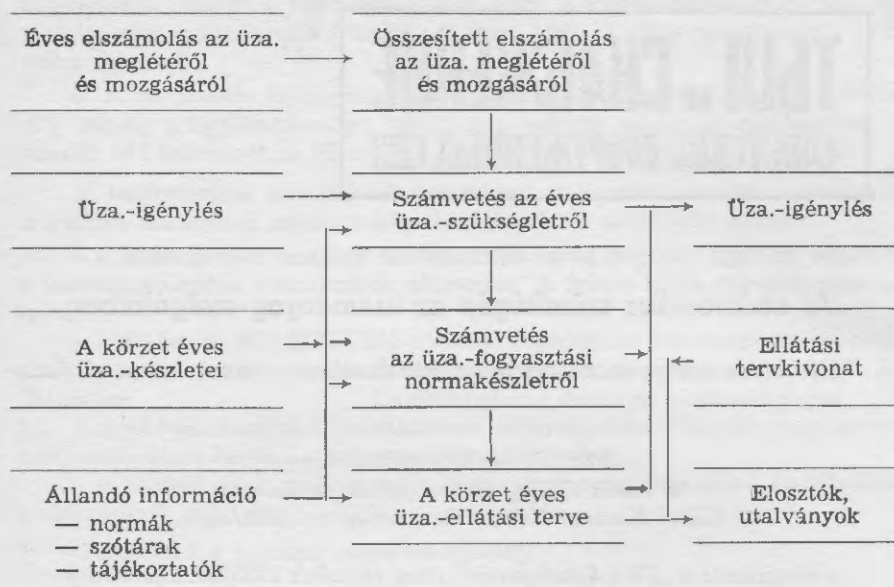 Éves elszámolás az üza.
meglétéről
és mozgásáról
Összesített elszámolás
az üza. meglétéről
és mozgásáról
Üza.-igénylés
Számvetés az éves
üza.-szükségletről
Üza.-igénylés
A körzet éves
üza.-készletei
Számvetés
az üza.-fogyasztási
normakészletről
Ellátási
tervkivonat
Állandó információ
— normák
— szótárak
— tájékoztatók
A körzet éves
üza.-ellátási terve
Elosztók,
utalványok